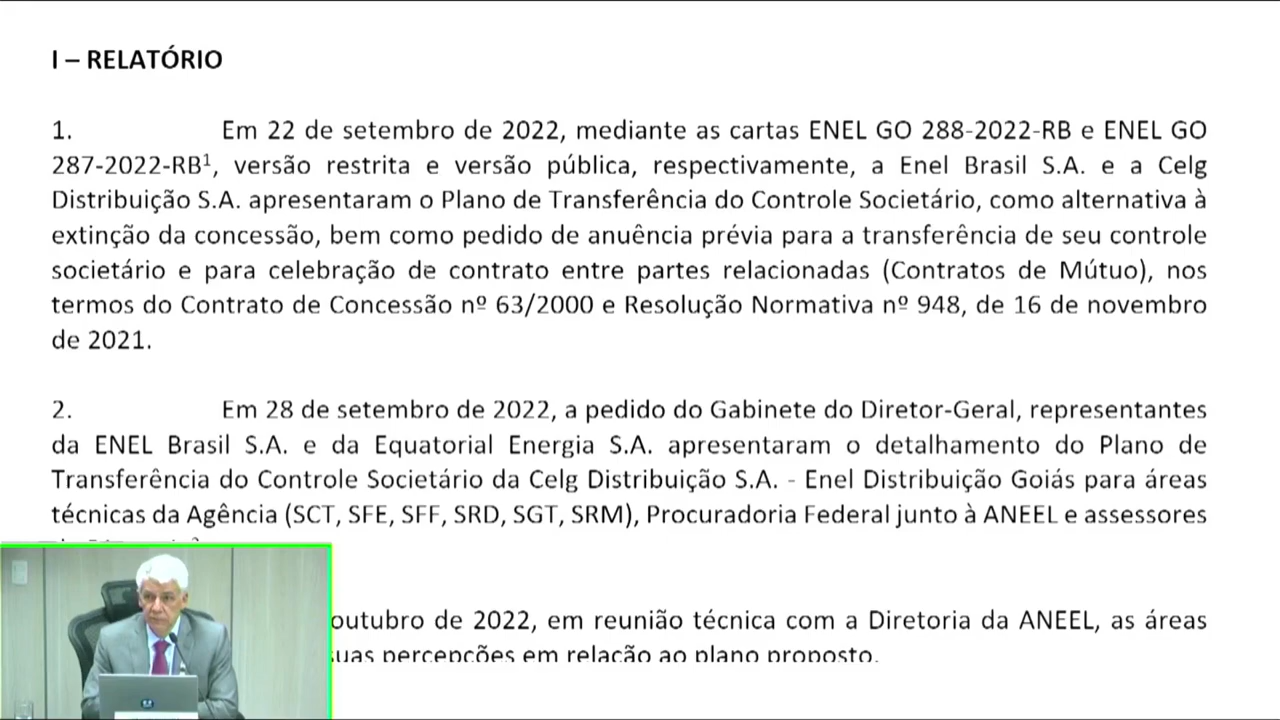 I – RELATÓRIO
1. Em 22 de setembro de 2022, mediante as cartas ENEL GO 288-2022-RB e ENEL GO
287-2022-RB¹, versão restrita e versão pública, respectivamente, a Enel Brasil S.A. e a Celg
Distribuição S.A. apresentaram o Plano de Transferência do Controle Societário, como alternativa à
extinção da concessão, bem como pedido de anuência prévia para a transferência de seu controle
societário e para celebração de contrato entre partes relacionadas (Contratos de Mútuo), nos
termos do Contrato de Concessão nº 63/2000 e Resolução Normativa nº 948, de 16 de novembro
de 2021.
2. Em 28 de setembro de 2022, a pedido do Gabinete do Diretor-Geral, representantes
da ENEL Brasil S.A. e da Equatorial Energia S.A. apresentaram o detalhamento do Plano de
Transferência do Controle Societário da Celg Distribuição S.A. - Enel Distribuição Goiás para áreas
técnicas da Agência (SCT, SFE, SFF, SRD, SGT, SRM), Procuradoria Federal junto à ANEEL e assessores
outubro de 2022, em reunião técnica com a Diretoria da ANEEL, as áreas
suas percepções em relação ao plano proposto.